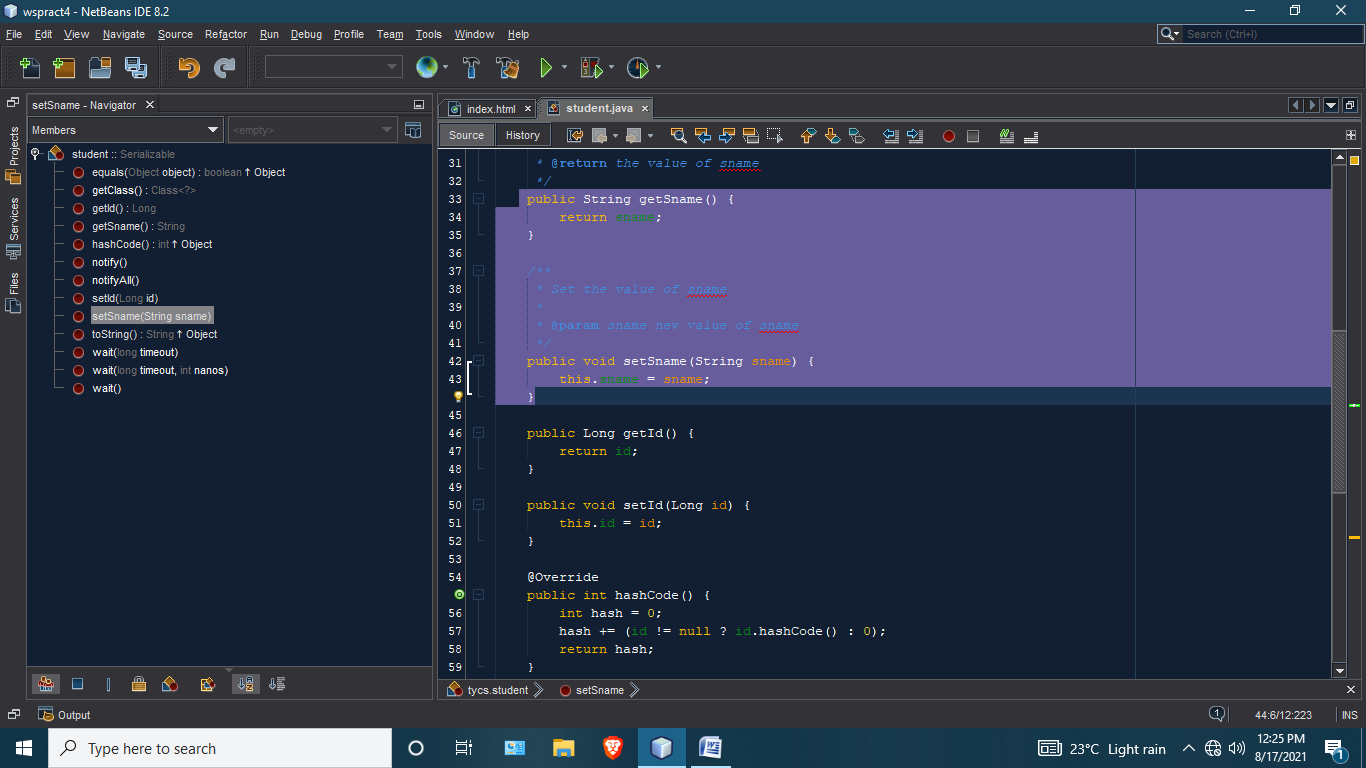 wspract4 - NetBeans IDE 8.2
File Edit View Navigate Source Refactor Run Debug Profile Team Tools Window Help
Search (Ctrl+I)
setSname - Navigator
index.html
student.java
Members
<empty>
Source History
Projects
Services
Files
student :: Serializable
equals(Object object) : boolean ↑ Object
getClass() : Class<?>
getId() : Long
getSname() : String
hashCode() : int ↑ Object
notify()
notifyAll()
setId(Long id)
setSname(String sname)
toString() : String ↑ Object
wait(long timeout)
wait(long timeout, int nanos)
wait()
31 * @return the value of sname
32 */
33 public String getSname() {
34 return sname;
35 }
36
37 /**
38 * Set the value of sname
39 *
40 * @param sname new value of sname
41 */
42 public void setSname(String sname) {
43 this.sname = sname;
}
45
46 public Long getId() {
47 return id;
48 }
49
50 public void setId(Long id) {
51 this.id = id;
52 }
53
54 @Override
public int hashCode() {
56 int hash = 0;
57 hash += (id != null ? id.hashCode() : 0);
58 return hash;
59 }
tycs.student
setSname
Output
1
44:6/12:223
INS
Type here to search
23°C Light rain
12:25 PM
8/17/2021
1